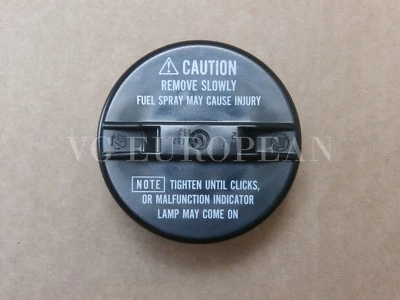 ⚠ CAUTION
REMOVE SLOWLY
FUEL SPRAY MAY CAUSE INJURY
VG EUROPEAN
NOTE TIGHTEN UNTIL CLICKS,
OR MALFUNCTION INDICATOR
LAMP MAY COME ON